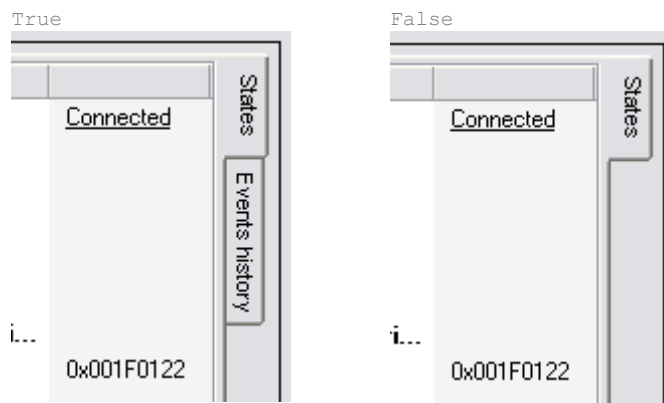 True
States
Connected
Events history
i...
0x001F0122
False
States
Connected
i...
0x001F0122